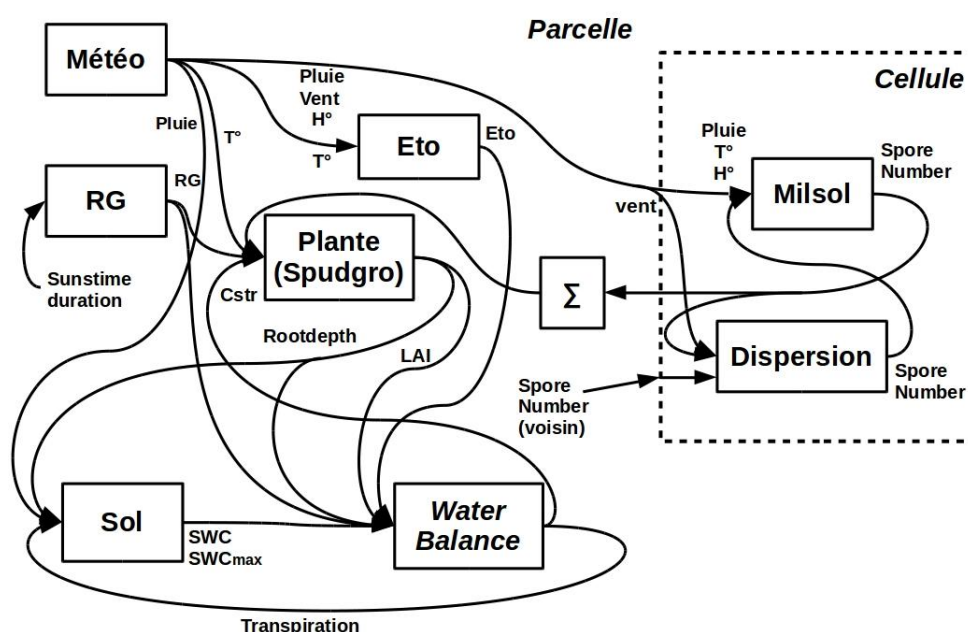 Parcelle
Météo
Cellule
Pluie
Vent
H°
T°
Pluie
T°
Eto
Eto
Pluie
T°
H°
Spore
Number
Milsol
RG
RG
vent
Plante
(Spudgro)
Sunstime
duration
Cstr
Σ
Rootdepth
LAI
Dispersion
Spore
Number
(voisin)
Spore
Number
Sol
SWC
SWCmax
Water
Balance
Transpiration